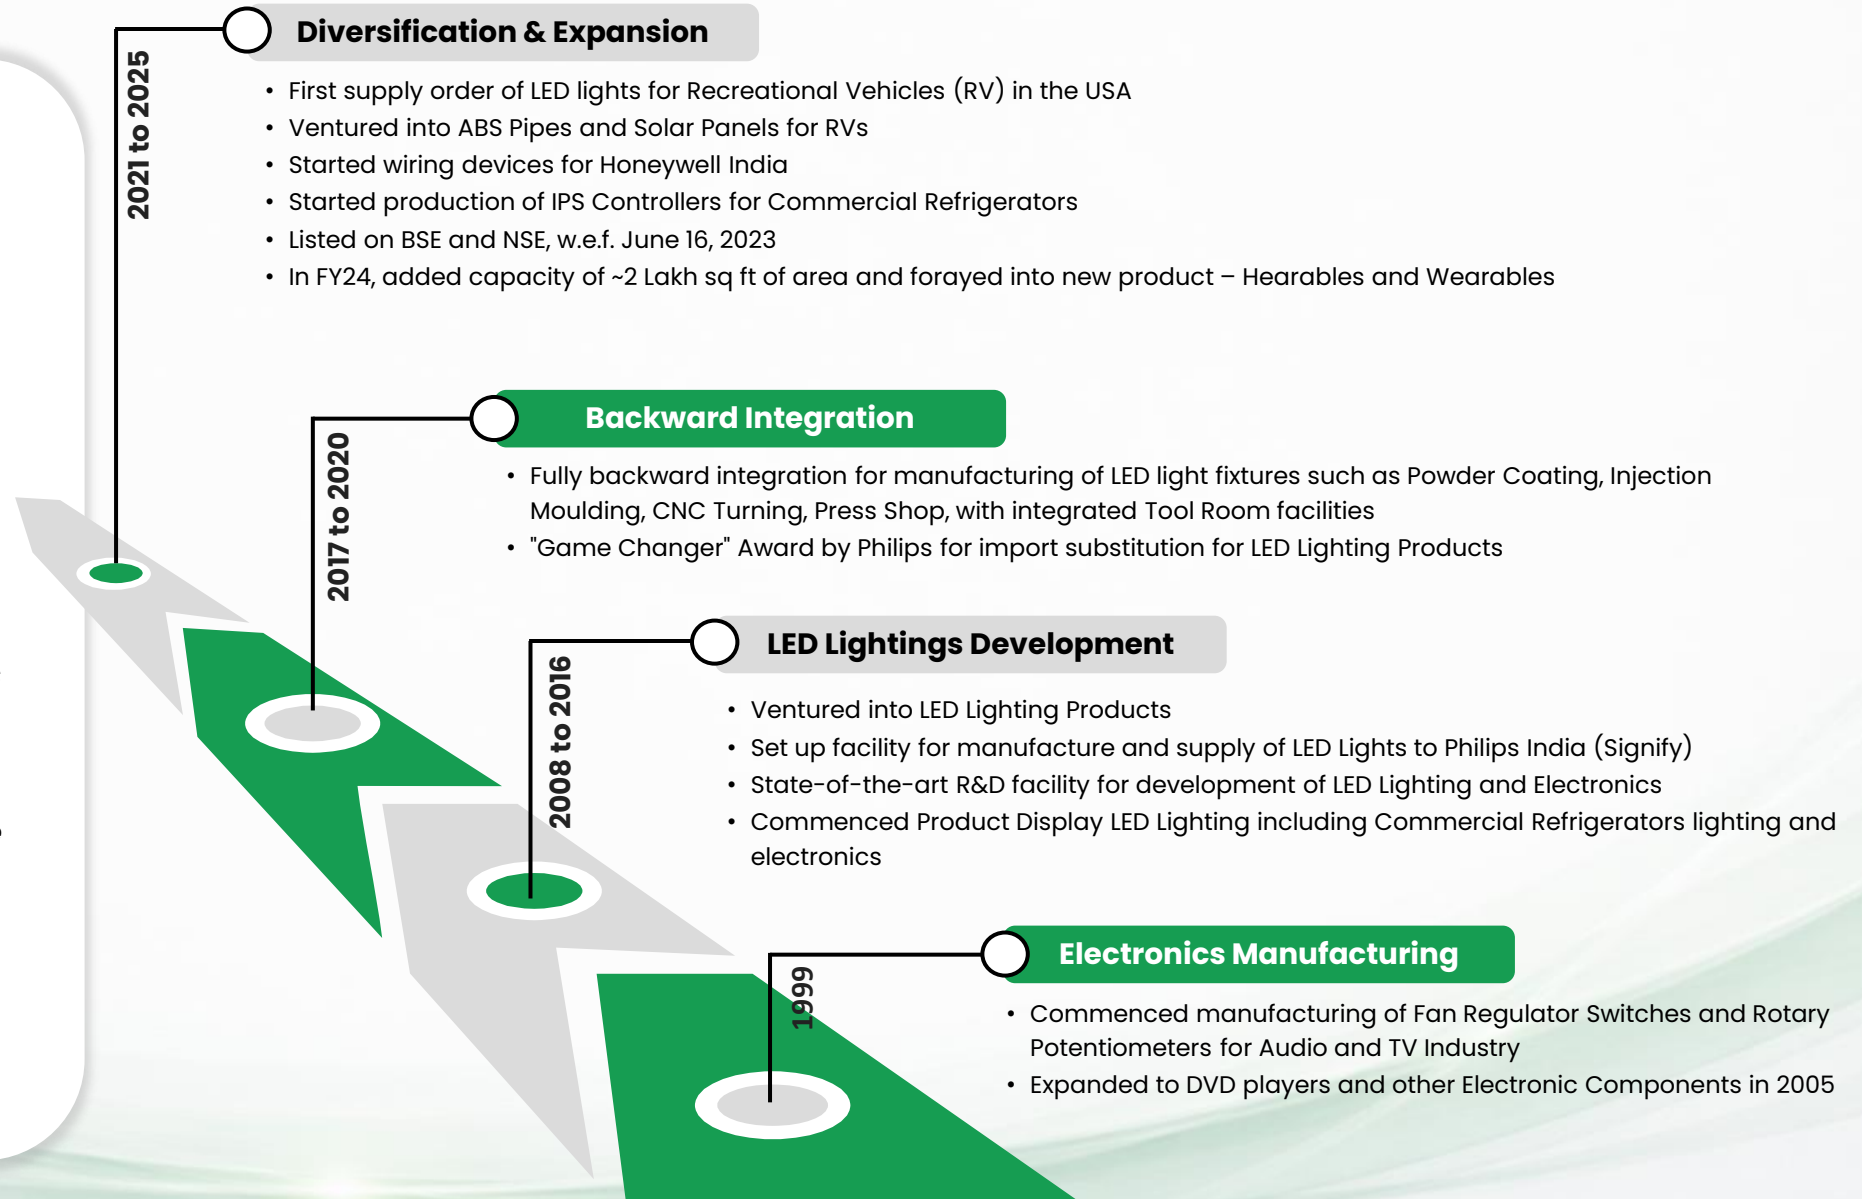 Diversification & Expansion
2021 to 2025
• First supply order of LED lights for Recreational Vehicles (RV) in the USA
• Ventured into ABS Pipes and Solar Panels for RVs
• Started wiring devices for Honeywell India
• Started production of IPS Controllers for Commercial Refrigerators
• Listed on BSE and NSE, w.e.f. June 16, 2023
• In FY24, added capacity of ~2 Lakh sq ft of area and forayed into new product – Hearables and Wearables
Backward Integration
2017 to 2020
• Fully backward integration for manufacturing of LED light fixtures such as Powder Coating, Injection
Moulding, CNC Turning, Press Shop, with integrated Tool Room facilities
• "Game Changer" Award by Philips for import substitution for LED Lighting Products
LED Lightings Development
2008 to 2016
• Ventured into LED Lighting Products
• Set up facility for manufacture and supply of LED Lights to Philips India (Signify)
• State-of-the-art R&D facility for development of LED Lighting and Electronics
• Commenced Product Display LED Lighting including Commercial Refrigerators lighting and
electronics
Electronics Manufacturing
1999
• Commenced manufacturing of Fan Regulator Switches and Rotary
Potentiometers for Audio and TV Industry
• Expanded to DVD players and other Electronic Components in 2005